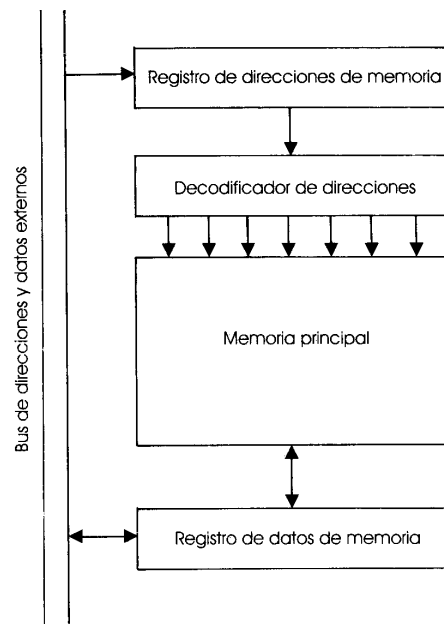 Bus de direcciones y datos externos
Registro de direcciones de memoria
Decodificador de direcciones
Memoria principal
Registro de datos de memoria